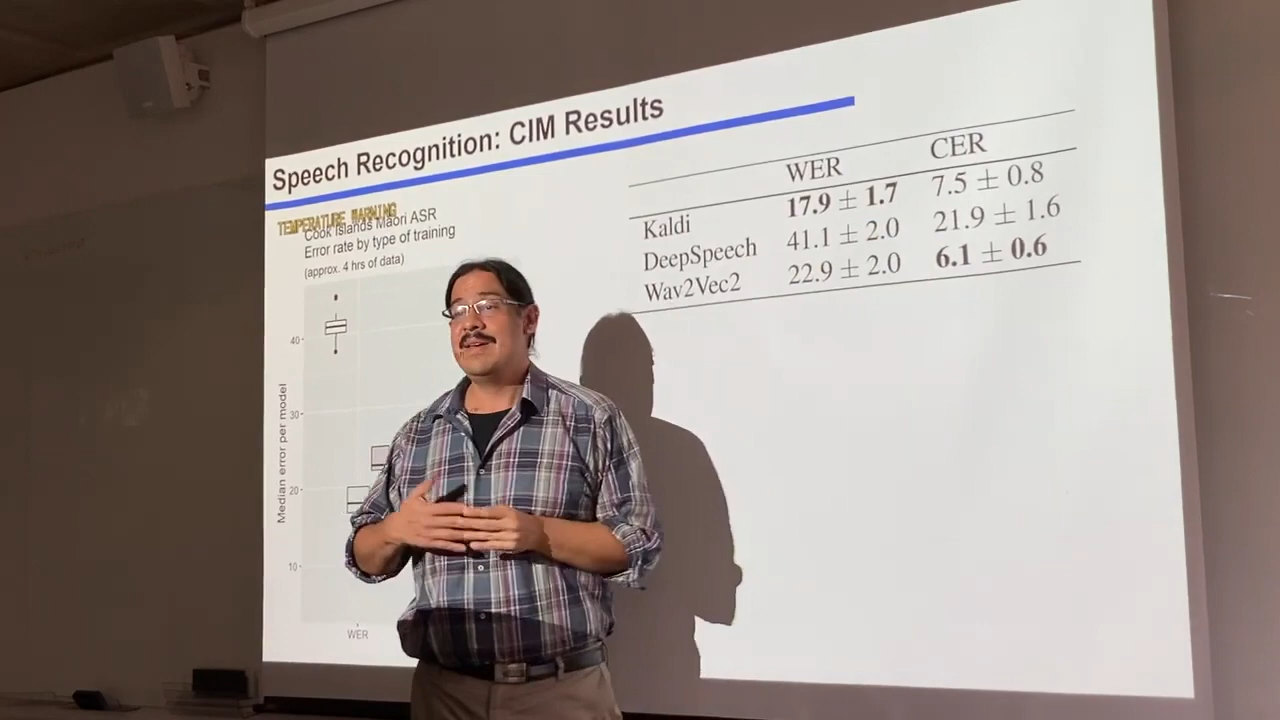 Speech Recognition: CIM Results
TEMPERATURE WARNING
Cook Islands Māori ASR
Error rate by type of training
(approx. 4 hrs of data)
Median error per model
40
30
20
10
WER
WER CER
Kaldi 17.9 ± 1.7 7.5 ± 0.8
DeepSpeech 41.1 ± 2.0 21.9 ± 1.6
Wav2Vec2 22.9 ± 2.0 6.1 ± 0.6